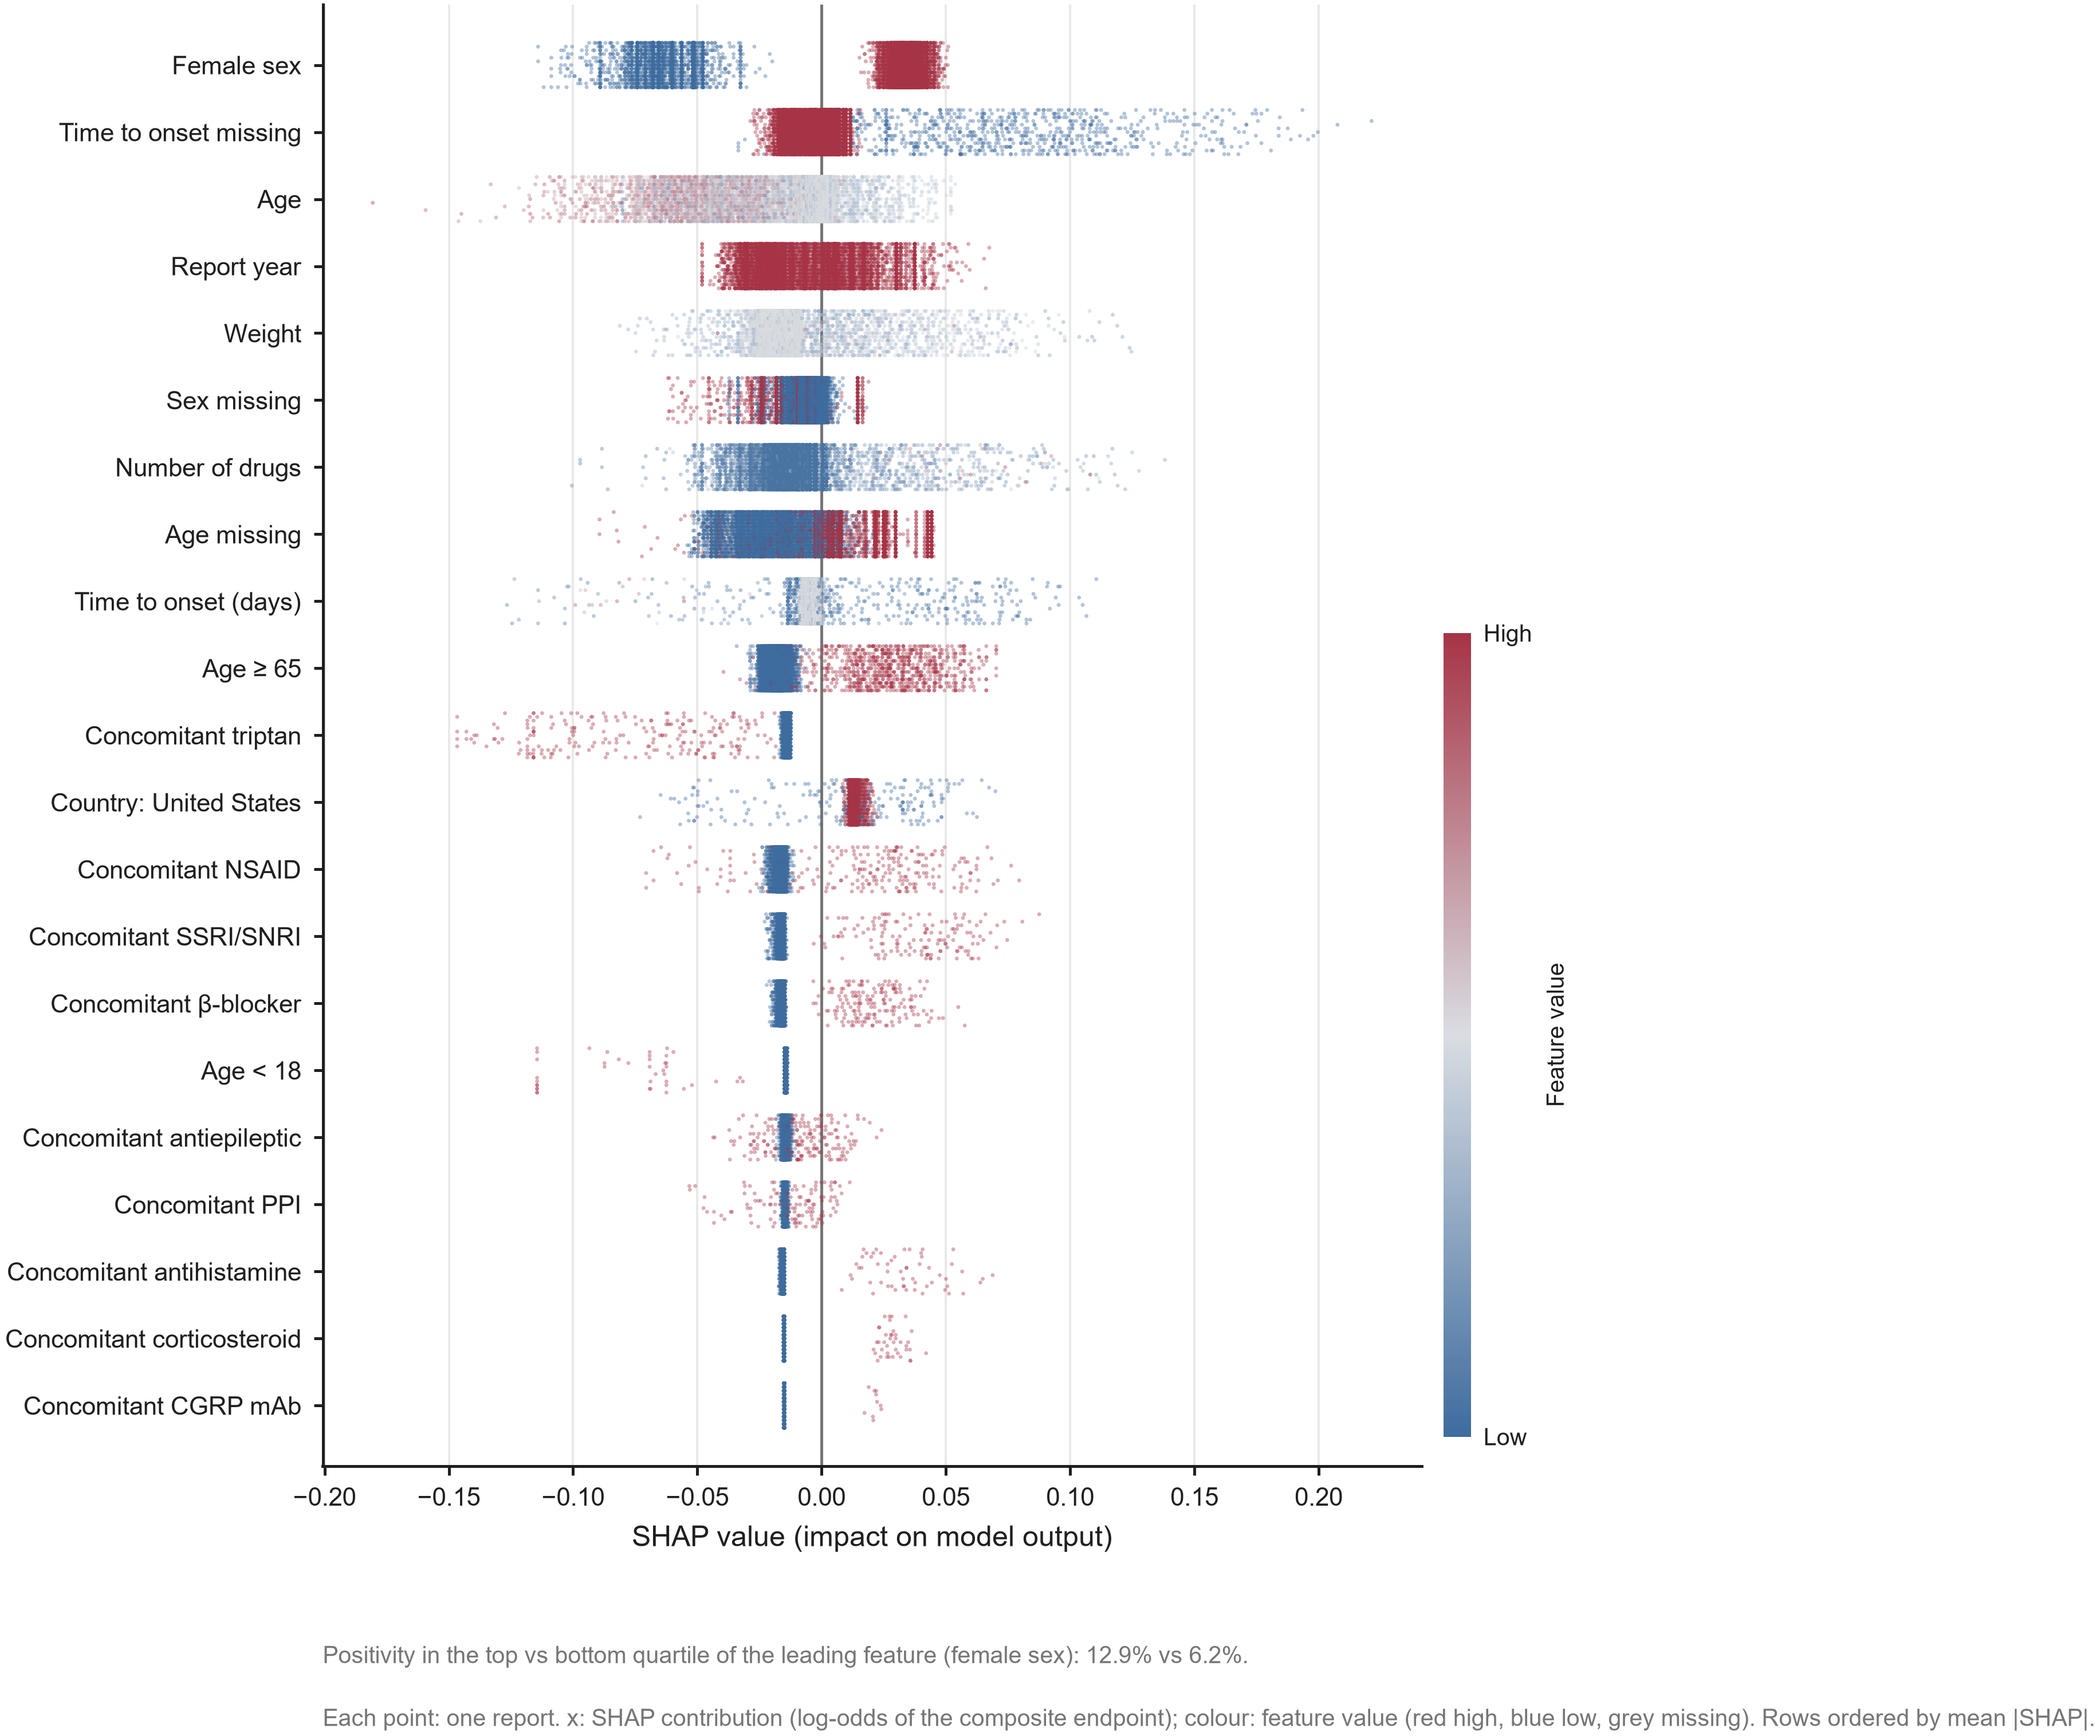 Female sex
Time to onset missing
Age
Report year
Weight
Sex missing
Number of drugs
Age missing
Time to onset (days)
Age ≥ 65
Concomitant triptan
Country: United States
Concomitant NSAID
Concomitant SSRI/SNRI
Concomitant β-blocker
Age < 18
Concomitant antiepileptic
Concomitant PPI
Concomitant antihistamine
Concomitant corticosteroid
Concomitant CGRP mAb
−0.20 −0.15 −0.10 −0.05 0.00 0.05 0.10 0.15 0.20
SHAP value (impact on model output)
High
Feature value
Low
Positivity in the top vs bottom quartile of the leading feature (female sex): 12.9% vs 6.2%.
Each point: one report. x: SHAP contribution (log-odds of the composite endpoint); colour: feature value (red high, blue low, grey missing). Rows ordered by mean |SHAP|